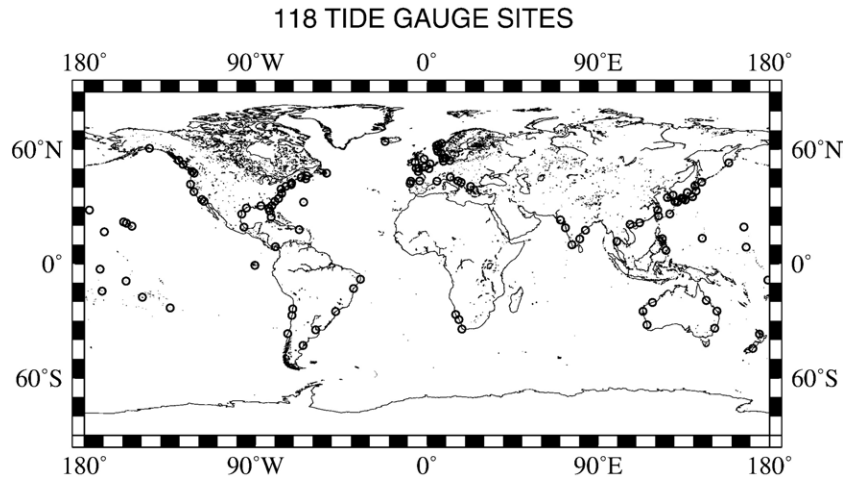 118 TIDE GAUGE SITES
180˚ 90˚W 0˚ 90˚E 180˚
60˚N 60˚N
0˚ 0˚
60˚S 60˚S
180˚ 90˚W 0˚ 90˚E 180˚